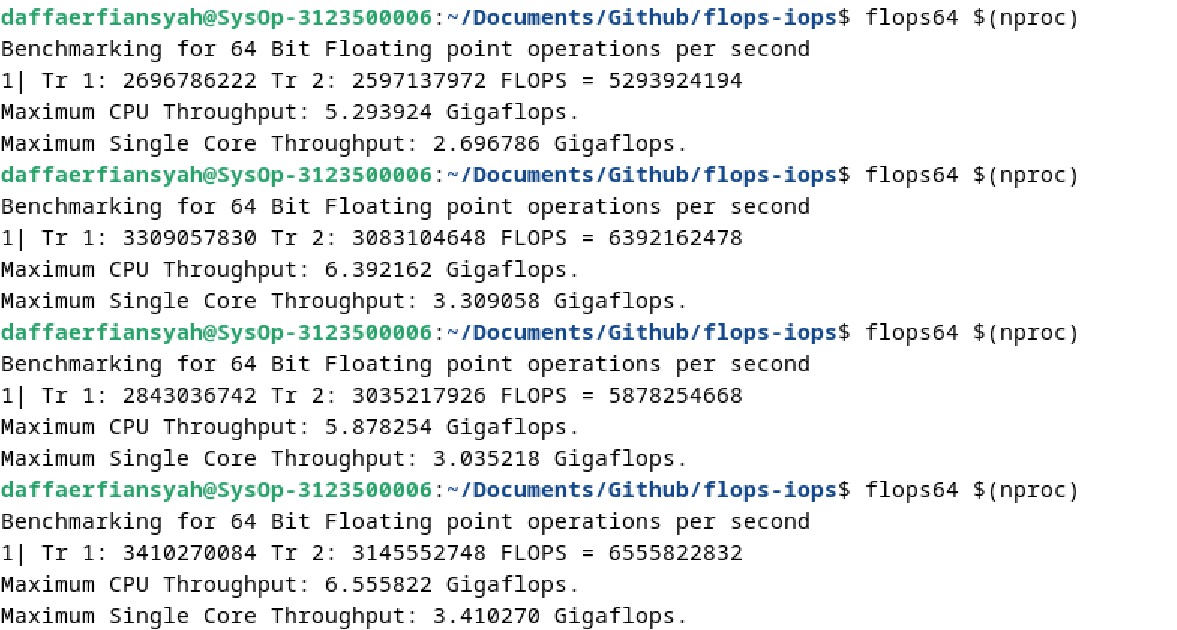 daffaerfiansyah@SysOp-3123500006:~/Documents/Github/flops-iops$ flops64 $(nproc)
Benchmarking for 64 Bit Floating point operations per second
1| Tr 1: 2696786222 Tr 2: 2597137972 FLOPS = 5293924194
Maximum CPU Throughput: 5.293924 Gigaflops.
Maximum Single Core Throughput: 2.696786 Gigaflops.
daffaerfiansyah@SysOp-3123500006:~/Documents/Github/flops-iops$ flops64 $(nproc)
Benchmarking for 64 Bit Floating point operations per second
1| Tr 1: 3309057830 Tr 2: 3083104648 FLOPS = 6392162478
Maximum CPU Throughput: 6.392162 Gigaflops.
Maximum Single Core Throughput: 3.309058 Gigaflops.
daffaerfiansyah@SysOp-3123500006:~/Documents/Github/flops-iops$ flops64 $(nproc)
Benchmarking for 64 Bit Floating point operations per second
1| Tr 1: 2843036742 Tr 2: 3035217926 FLOPS = 5878254668
Maximum CPU Throughput: 5.878254 Gigaflops.
Maximum Single Core Throughput: 3.035218 Gigaflops.
daffaerfiansyah@SysOp-3123500006:~/Documents/Github/flops-iops$ flops64 $(nproc)
Benchmarking for 64 Bit Floating point operations per second
1| Tr 1: 3410270084 Tr 2: 3145552748 FLOPS = 6555822832
Maximum CPU Throughput: 6.555822 Gigaflops.
Maximum Single Core Throughput: 3.410270 Gigaflops.